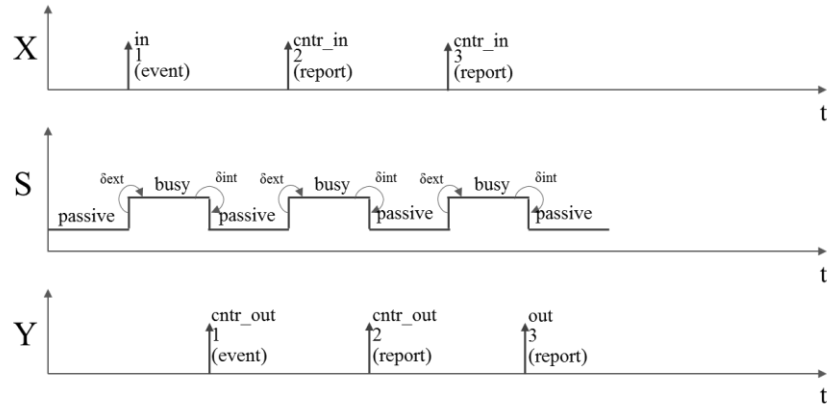 X
in
1
(event)
cntr_in
2
(report)
cntr_in
3
(report)
t
S
passive
δext
busy
δint
passive
δext
busy
δint
passive
δext
busy
δint
passive
t
Y
cntr_out
1
(event)
cntr_out
2
(report)
out
3
(report)
t